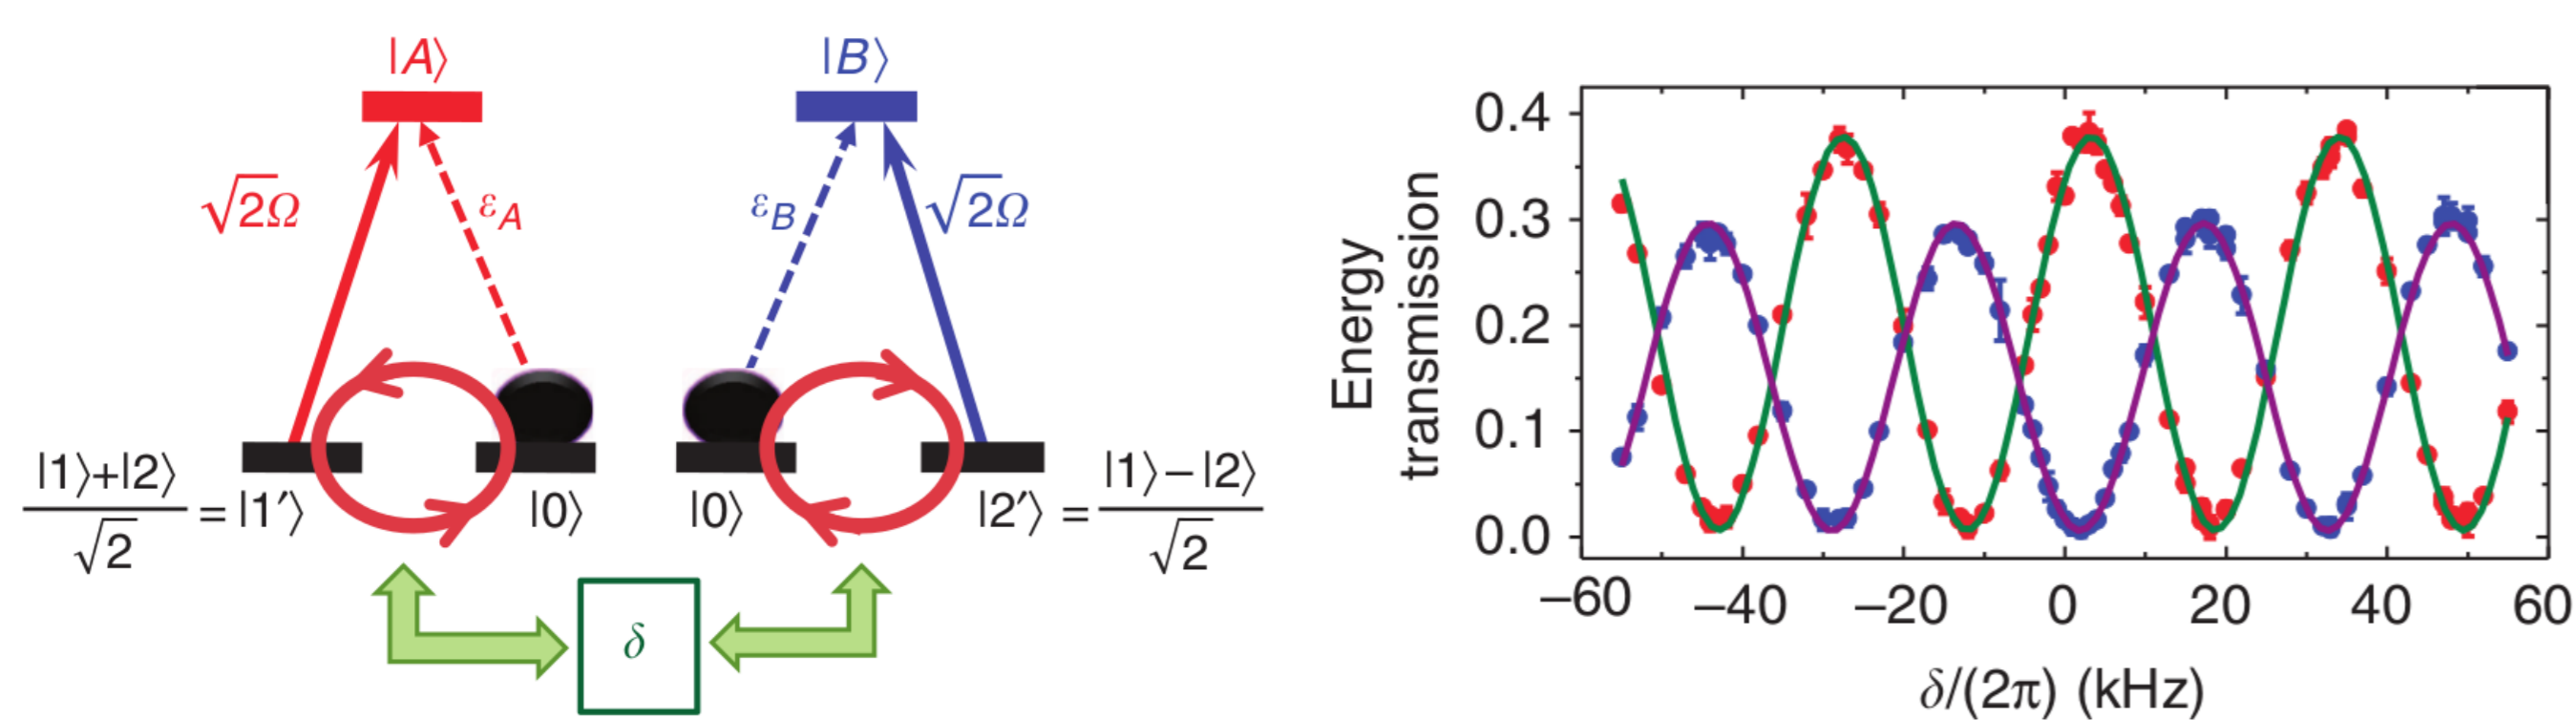 |A⟩
|B⟩
√2Ω
ε_A
ε_B
√2Ω
(|1⟩+|2⟩)/√2 = |1′⟩
|0⟩
|0⟩
|2′⟩ = (|1⟩−|2⟩)/√2
δ
Energy
transmission
0.4
0.3
0.2
0.1
0.0
−60 −40 −20 0 20 40 60
δ/(2π) (kHz)